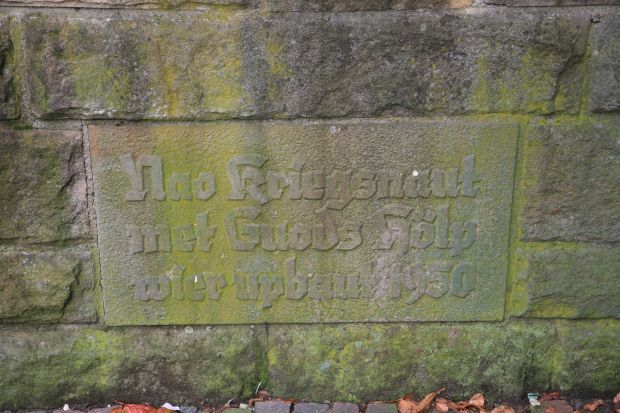 Nao Kriegsnaut
met Guods Hölp
wier upbaut 1950